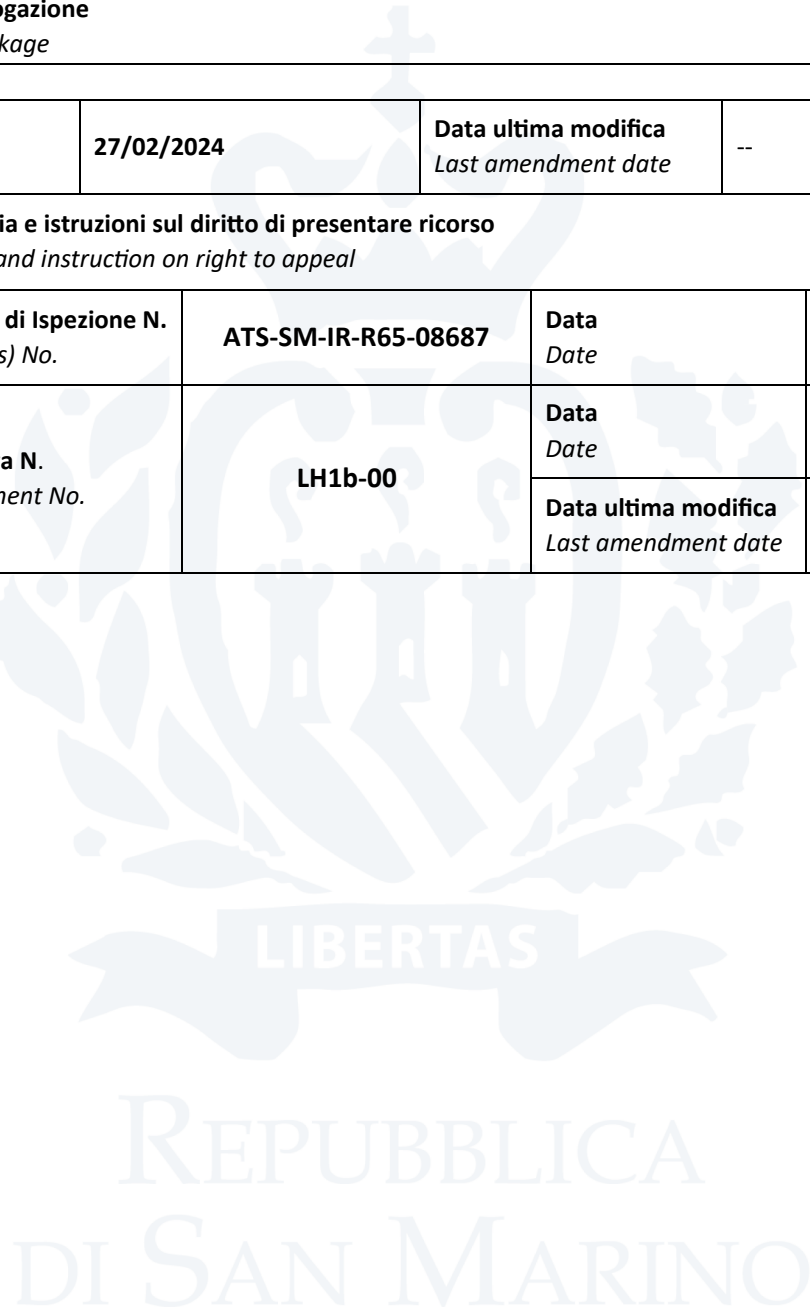 ogazione
kage
27/02/2024
Data ultima modifica
Last amendment date
--
ia e istruzioni sul diritto di presentare ricorso
and instruction on right to appeal
di Ispezione N.
s) No.
ATS-SM-IR-R65-08687
Data
Date
a N.
ment No.
LH1b-00
Data
Date
Data ultima modifica
Last amendment date
LIBERTAS
REPUBBLICA
DI SAN MARINO